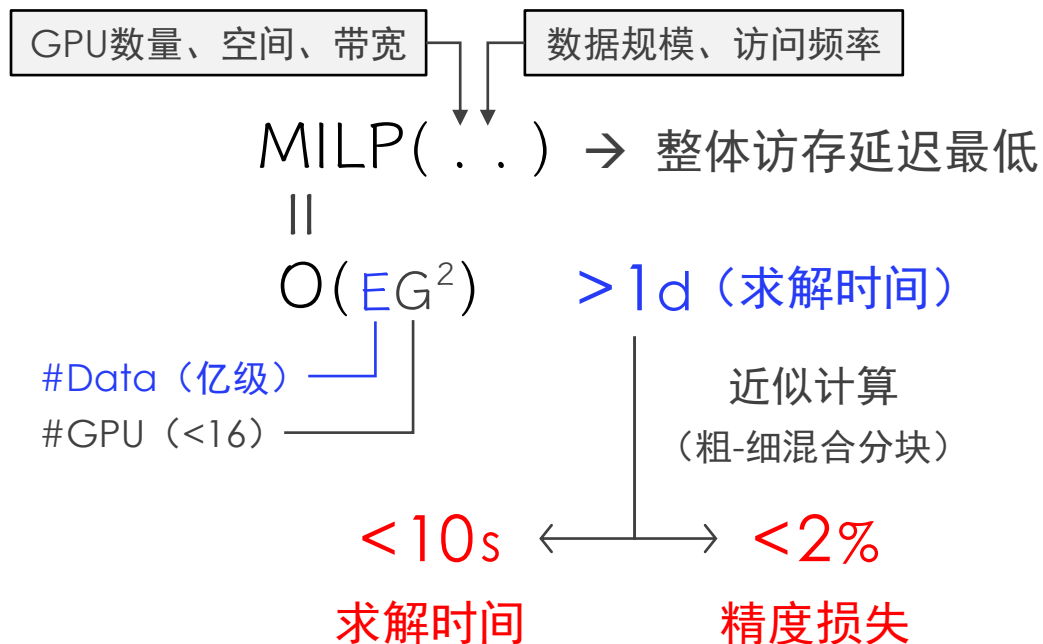 GPU数量、空间、带宽
数据规模、访问频率
MILP( . . ) → 整体访存延迟最低
=
O(EG²) >1d（求解时间）
#Data（亿级）
#GPU（<16）
近似计算
（粗-细混合分块）
<10s <2%
求解时间 精度损失